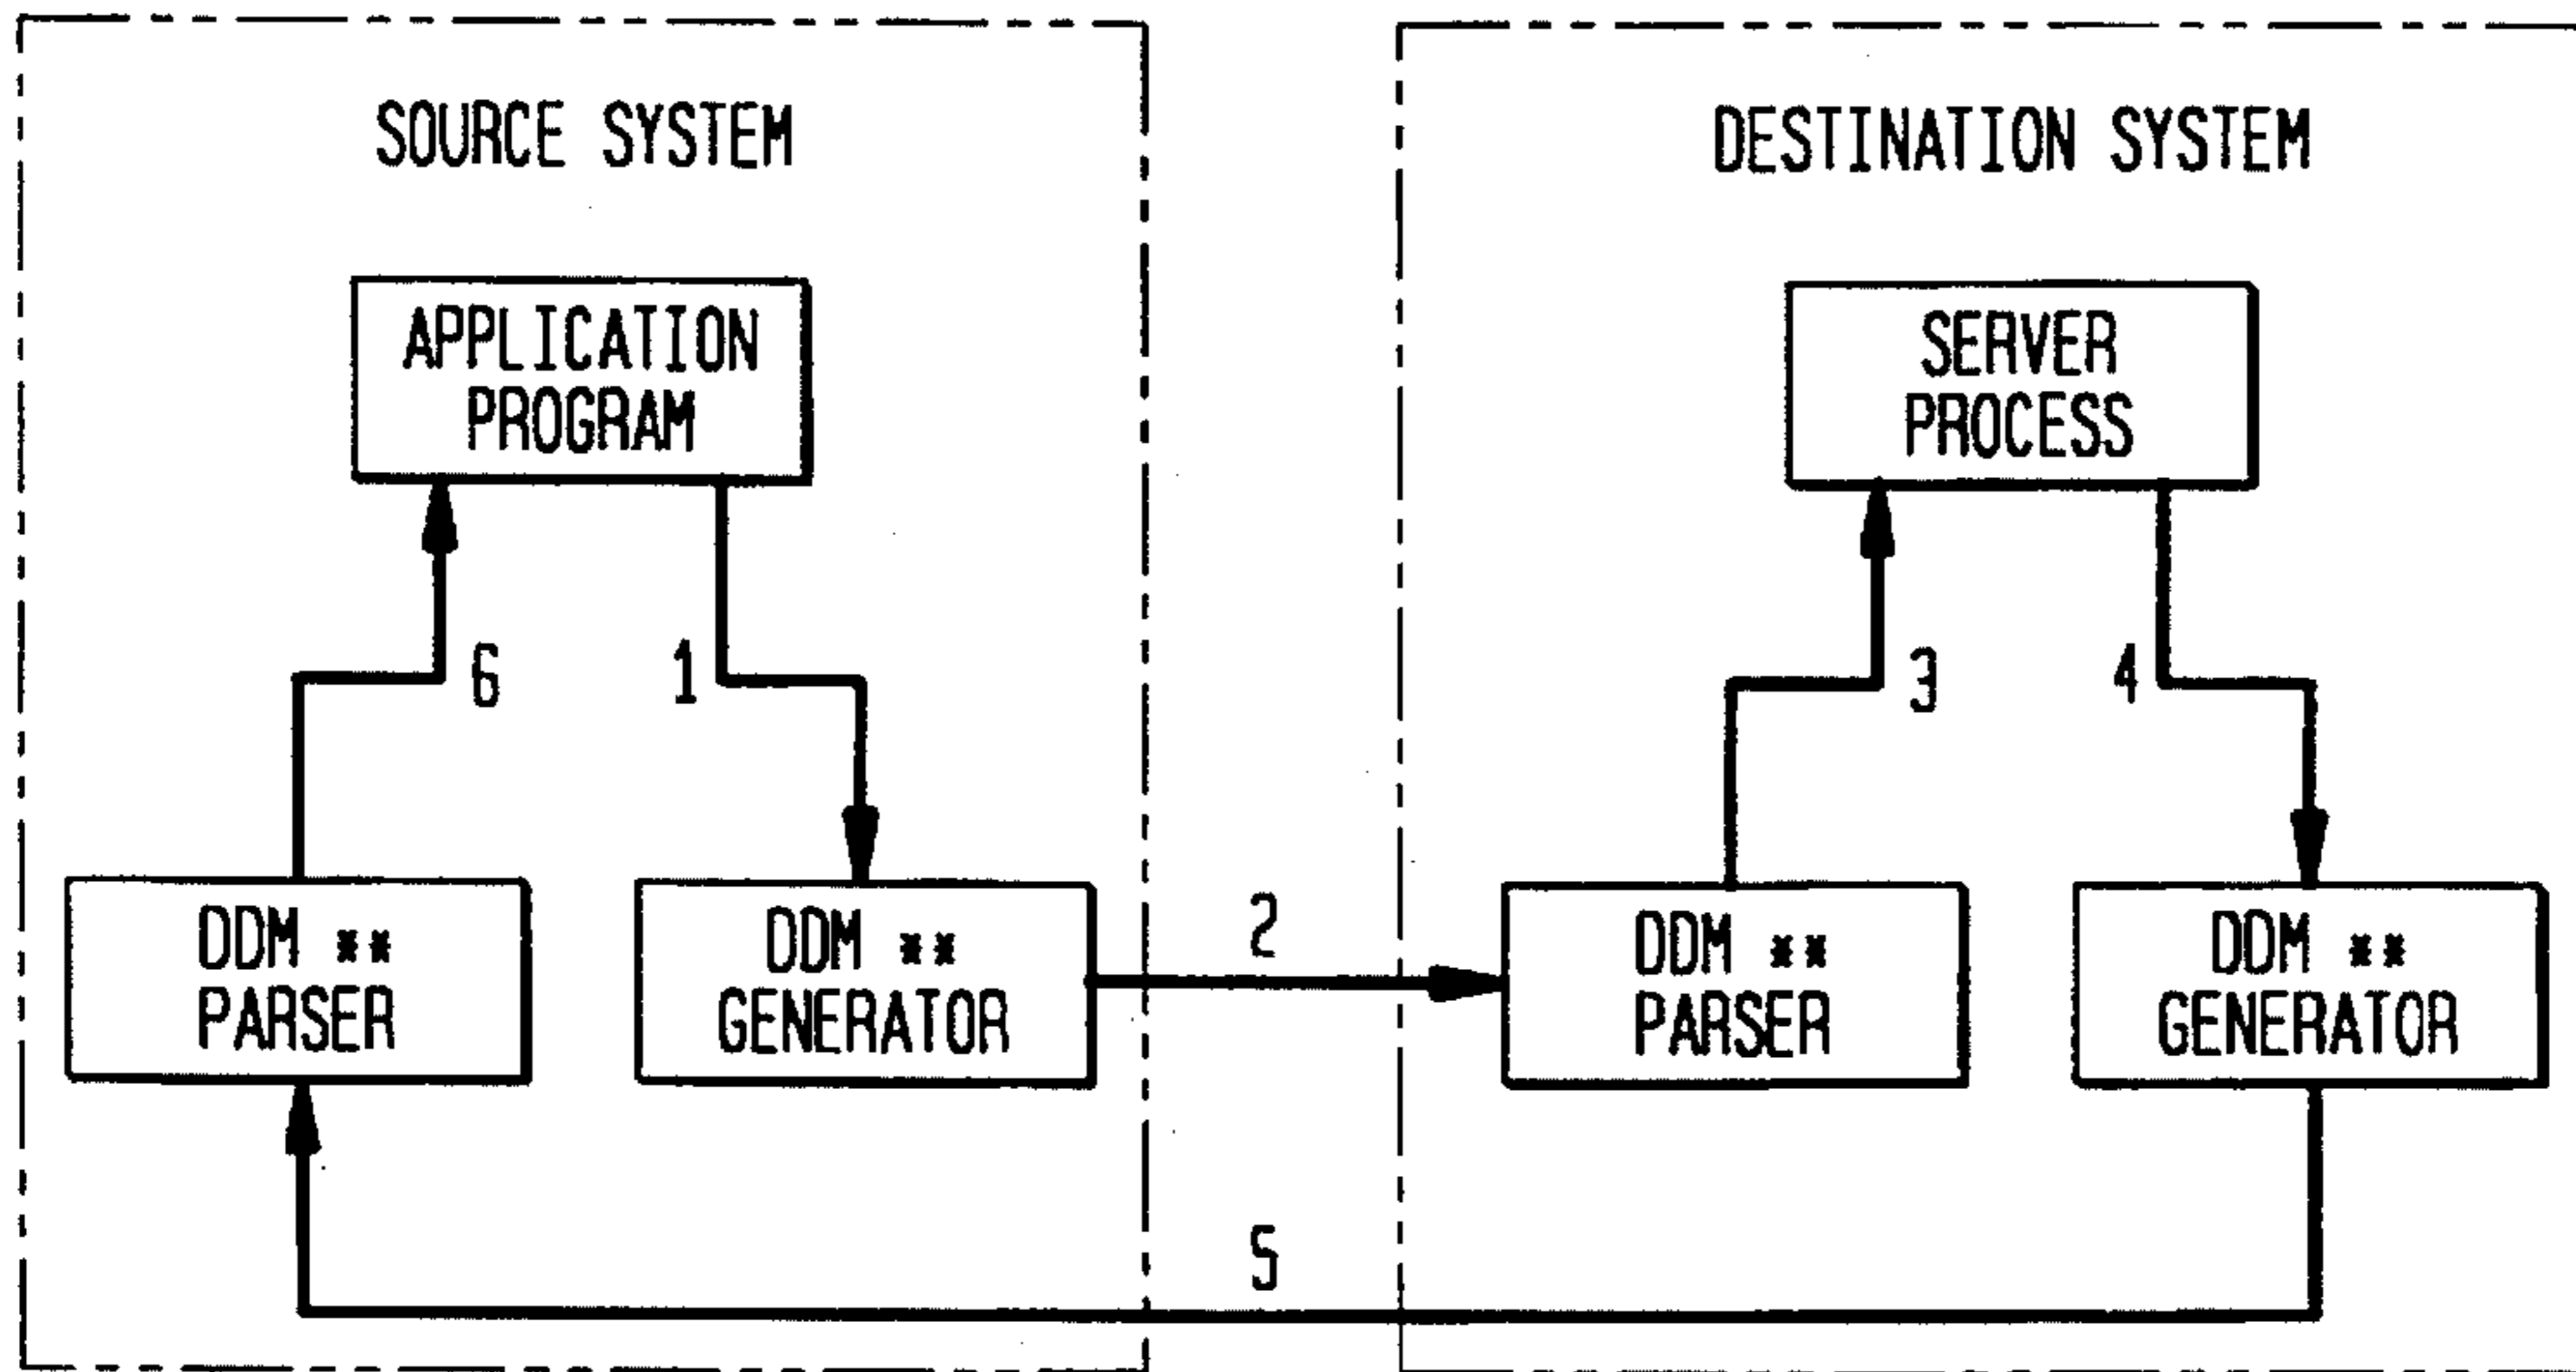 SOURCE SYSTEM
DESTINATION SYSTEM
APPLICATION
PROGRAM
SERVER
PROCESS
6
1
3
4
DDM **
PARSER
DDM **
GENERATOR
2
DDM **
PARSER
DDM **
GENERATOR
5